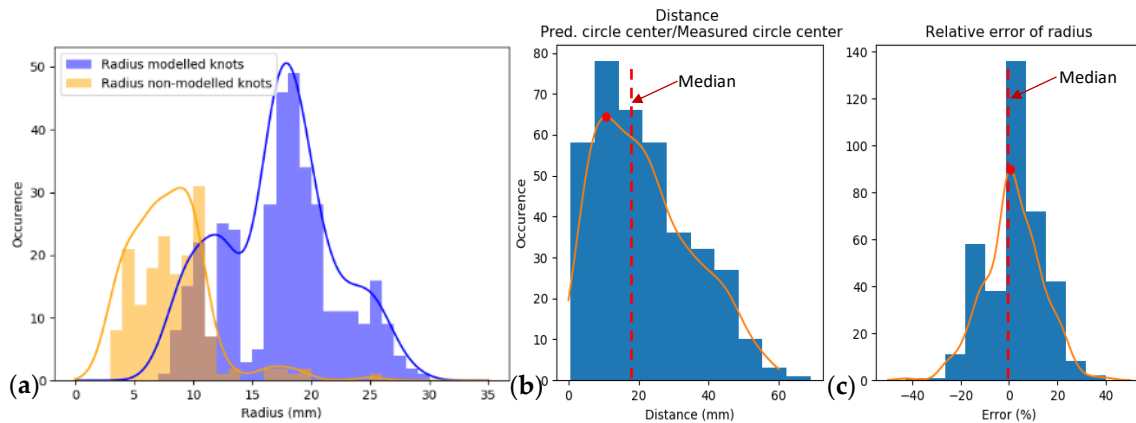 Radius modelled knots
Radius non-modelled knots
50
40
30
20
10
0
Occurence
0 5 10 15 20 25 30 35
Radius (mm)
(a)
Distance
Pred. circle center/Measured circle center
80
70
60
50
40
30
20
10
0
Occurence
Median
0 20 40 60
Distance (mm)
(b)
Relative error of radius
140
120
100
80
60
40
20
0
Median
−40 −20 0 20 40
Error (%)
(c)